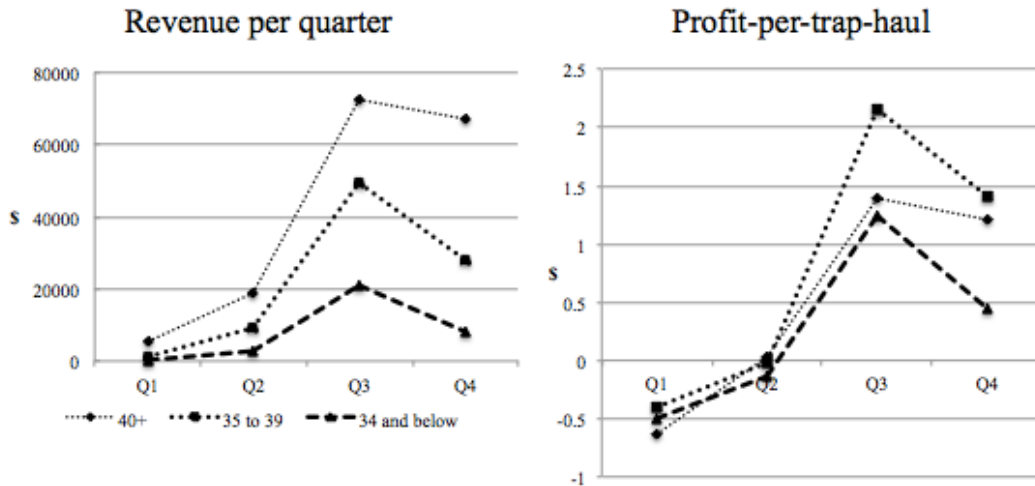 Revenue per quarter
80000
60000
$ 40000
20000
0
Q1 Q2 Q3 Q4
40+ 35 to 39 34 and below
Profit-per-trap-haul
2.5
2
1.5
1
$
0.5
0
Q1 Q2 Q3 Q4
-0.5
-1